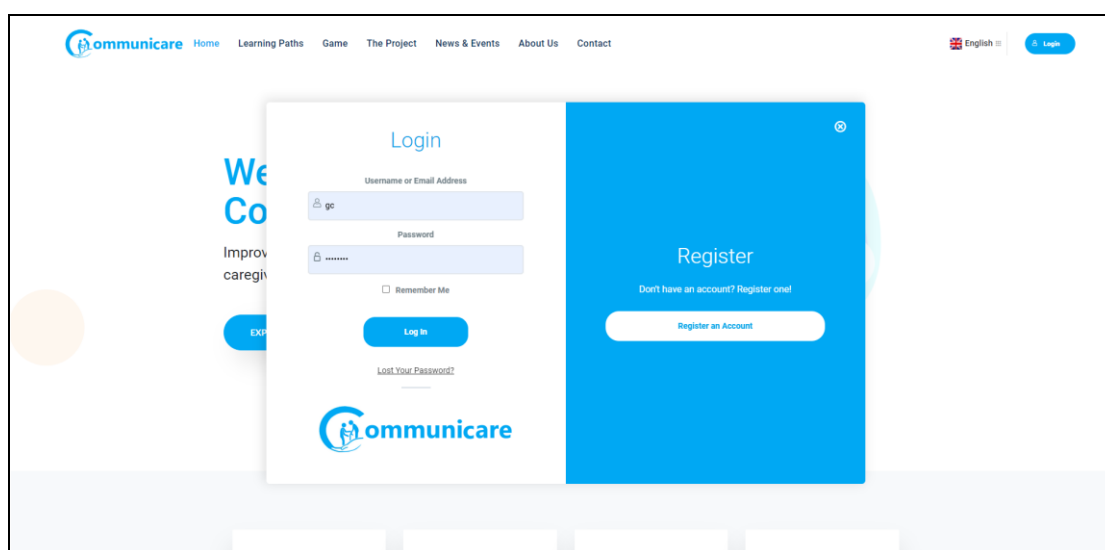 Communicare Home Learning Paths Game The Project News & Events About Us Contact English Login
Login
Username or Email Address
gc
Password
Remember Me
Log In
Lost Your Password?
Communicare
Register
Don't have an account? Register one!
Register an Account
We
Co
Improv
caregiv
EXP